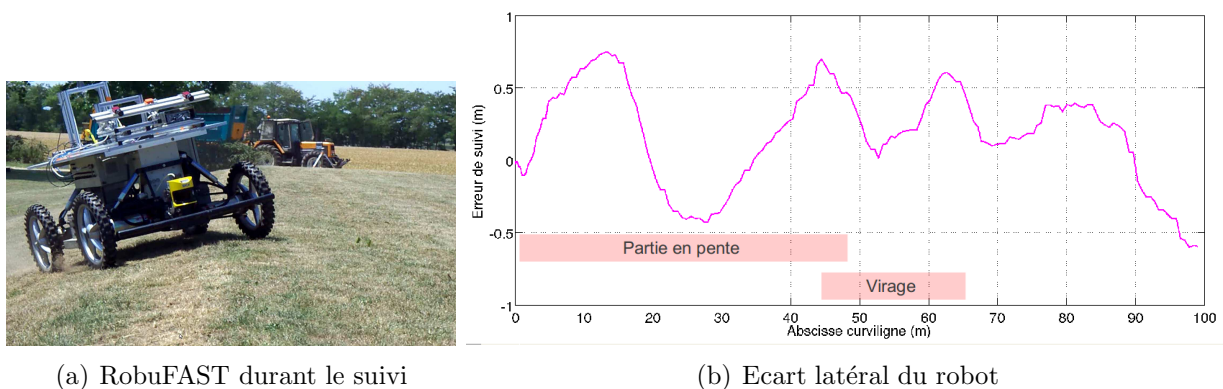 1
0.5
0
-0.5
-1
Erreur de suivi (m)
Partie en pente
Virage
0 10 20 30 40 50 60 70 80 90 100
Abscisse curviligne (m)
(a) RobuFAST durant le suivi
(b) Ecart latéral du robot